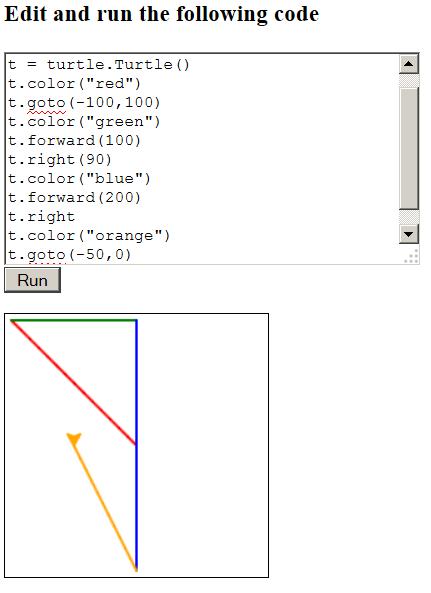 Edit and run the following code
t = turtle.Turtle()
t.color("red")
t.goto(-100,100)
t.color("green")
t.forward(100)
t.right(90)
t.color("blue")
t.forward(200)
t.right
t.color("orange")
t.goto(-50,0)
Run